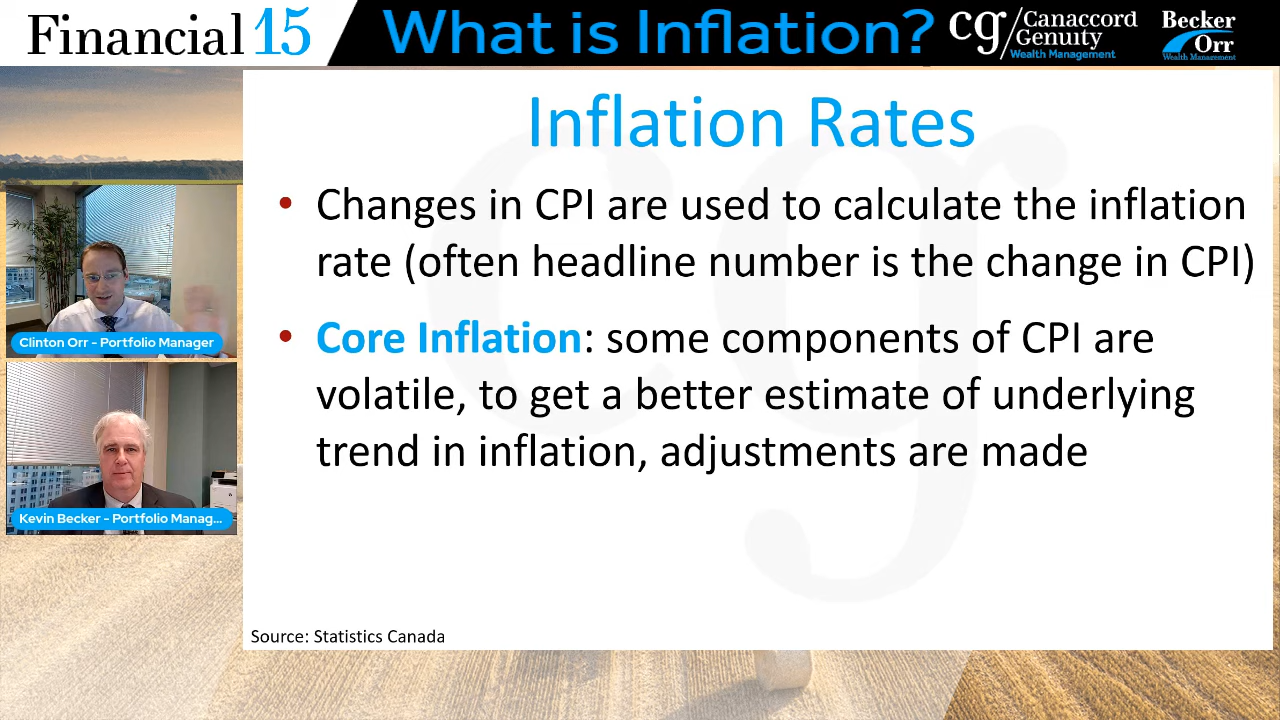 Financial 15
What is Inflation?
cg/Canaccord
Genuity
Wealth Management
Becker
Orr
Wealth Management
Inflation Rates
• Changes in CPI are used to calculate the inflation
rate (often headline number is the change in CPI)
• Core Inflation: some components of CPI are
volatile, to get a better estimate of underlying
trend in inflation, adjustments are made
Clinton Orr - Portfolio Manager
Kevin Becker - Portfolio Manag...
Source: Statistics Canada
cg